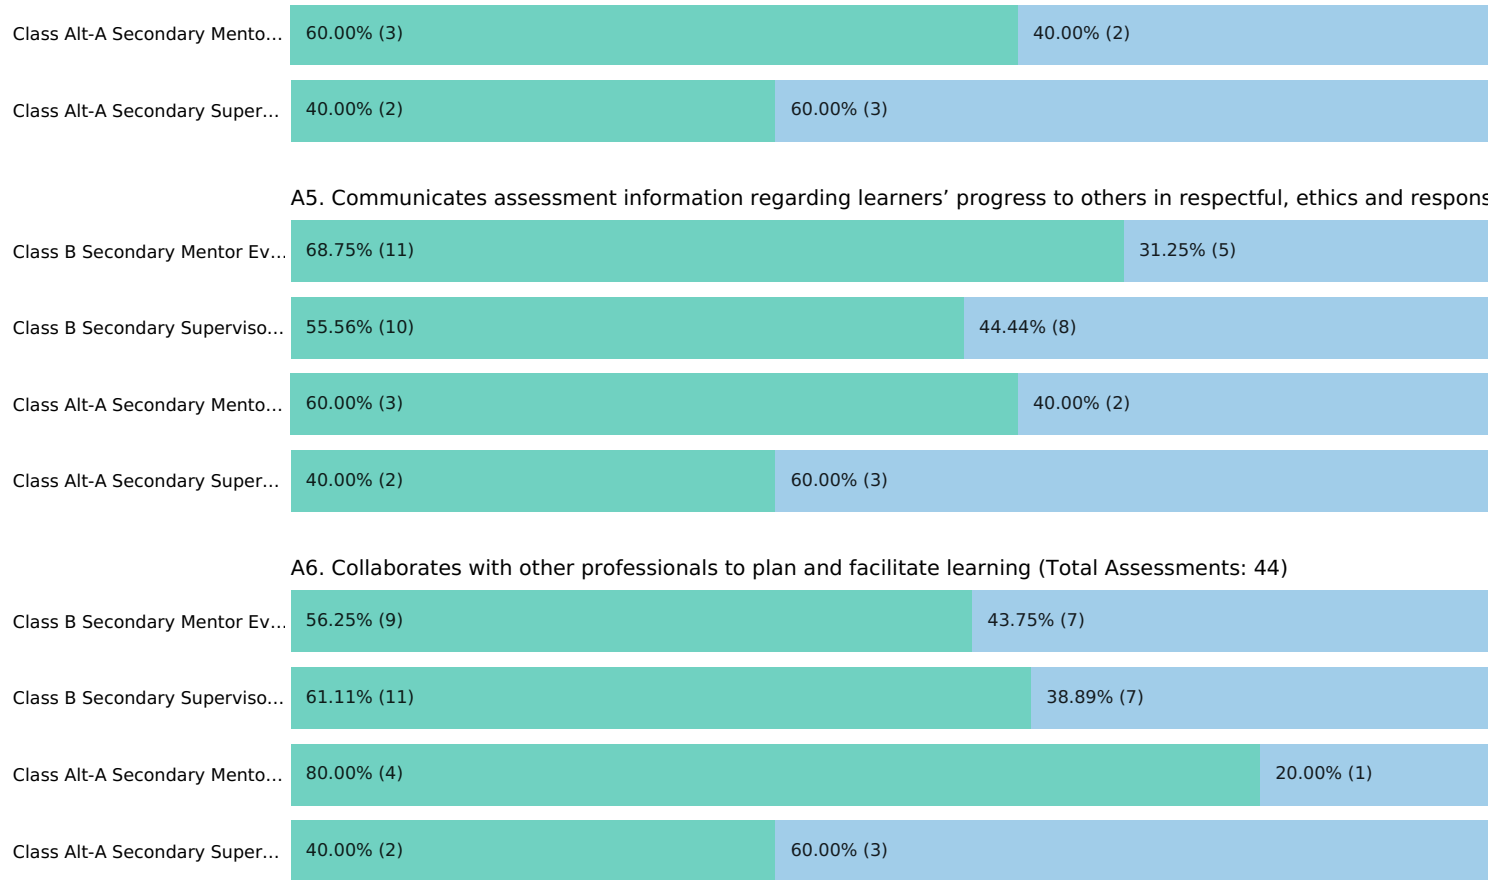 Class Alt-A Secondary Mento… 60.00% (3) 40.00% (2)
Class Alt-A Secondary Super… 40.00% (2) 60.00% (3)
A5. Communicates assessment information regarding learners’ progress to others in respectful, ethics and respons
Class B Secondary Mentor Ev… 68.75% (11) 31.25% (5)
Class B Secondary Superviso… 55.56% (10) 44.44% (8)
Class Alt-A Secondary Mento… 60.00% (3) 40.00% (2)
Class Alt-A Secondary Super… 40.00% (2) 60.00% (3)
A6. Collaborates with other professionals to plan and facilitate learning (Total Assessments: 44)
Class B Secondary Mentor Ev… 56.25% (9) 43.75% (7)
Class B Secondary Superviso… 61.11% (11) 38.89% (7)
Class Alt-A Secondary Mento… 80.00% (4) 20.00% (1)
Class Alt-A Secondary Super… 40.00% (2) 60.00% (3)